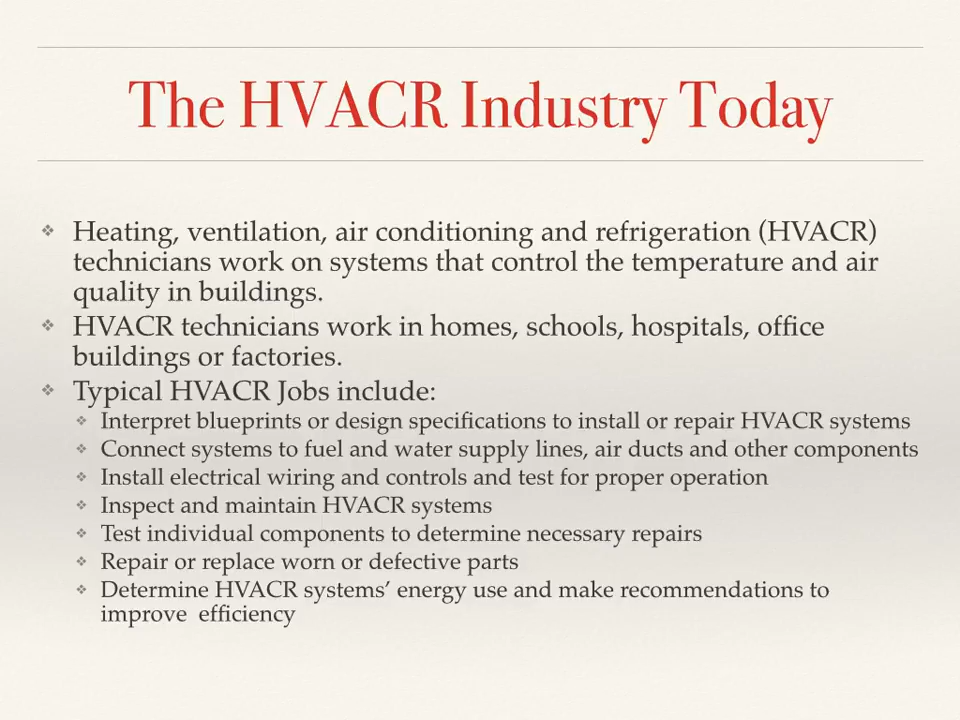 The HVACR Industry Today
❖ Heating, ventilation, air conditioning and refrigeration (HVACR)
technicians work on systems that control the temperature and air
quality in buildings.
❖ HVACR technicians work in homes, schools, hospitals, office
buildings or factories.
❖ Typical HVACR Jobs include:
❖ Interpret blueprints or design specifications to install or repair HVACR systems
❖ Connect systems to fuel and water supply lines, air ducts and other components
❖ Install electrical wiring and controls and test for proper operation
❖ Inspect and maintain HVACR systems
❖ Test individual components to determine necessary repairs
❖ Repair or replace worn or defective parts
❖ Determine HVACR systems’ energy use and make recommendations to
improve  efficiency